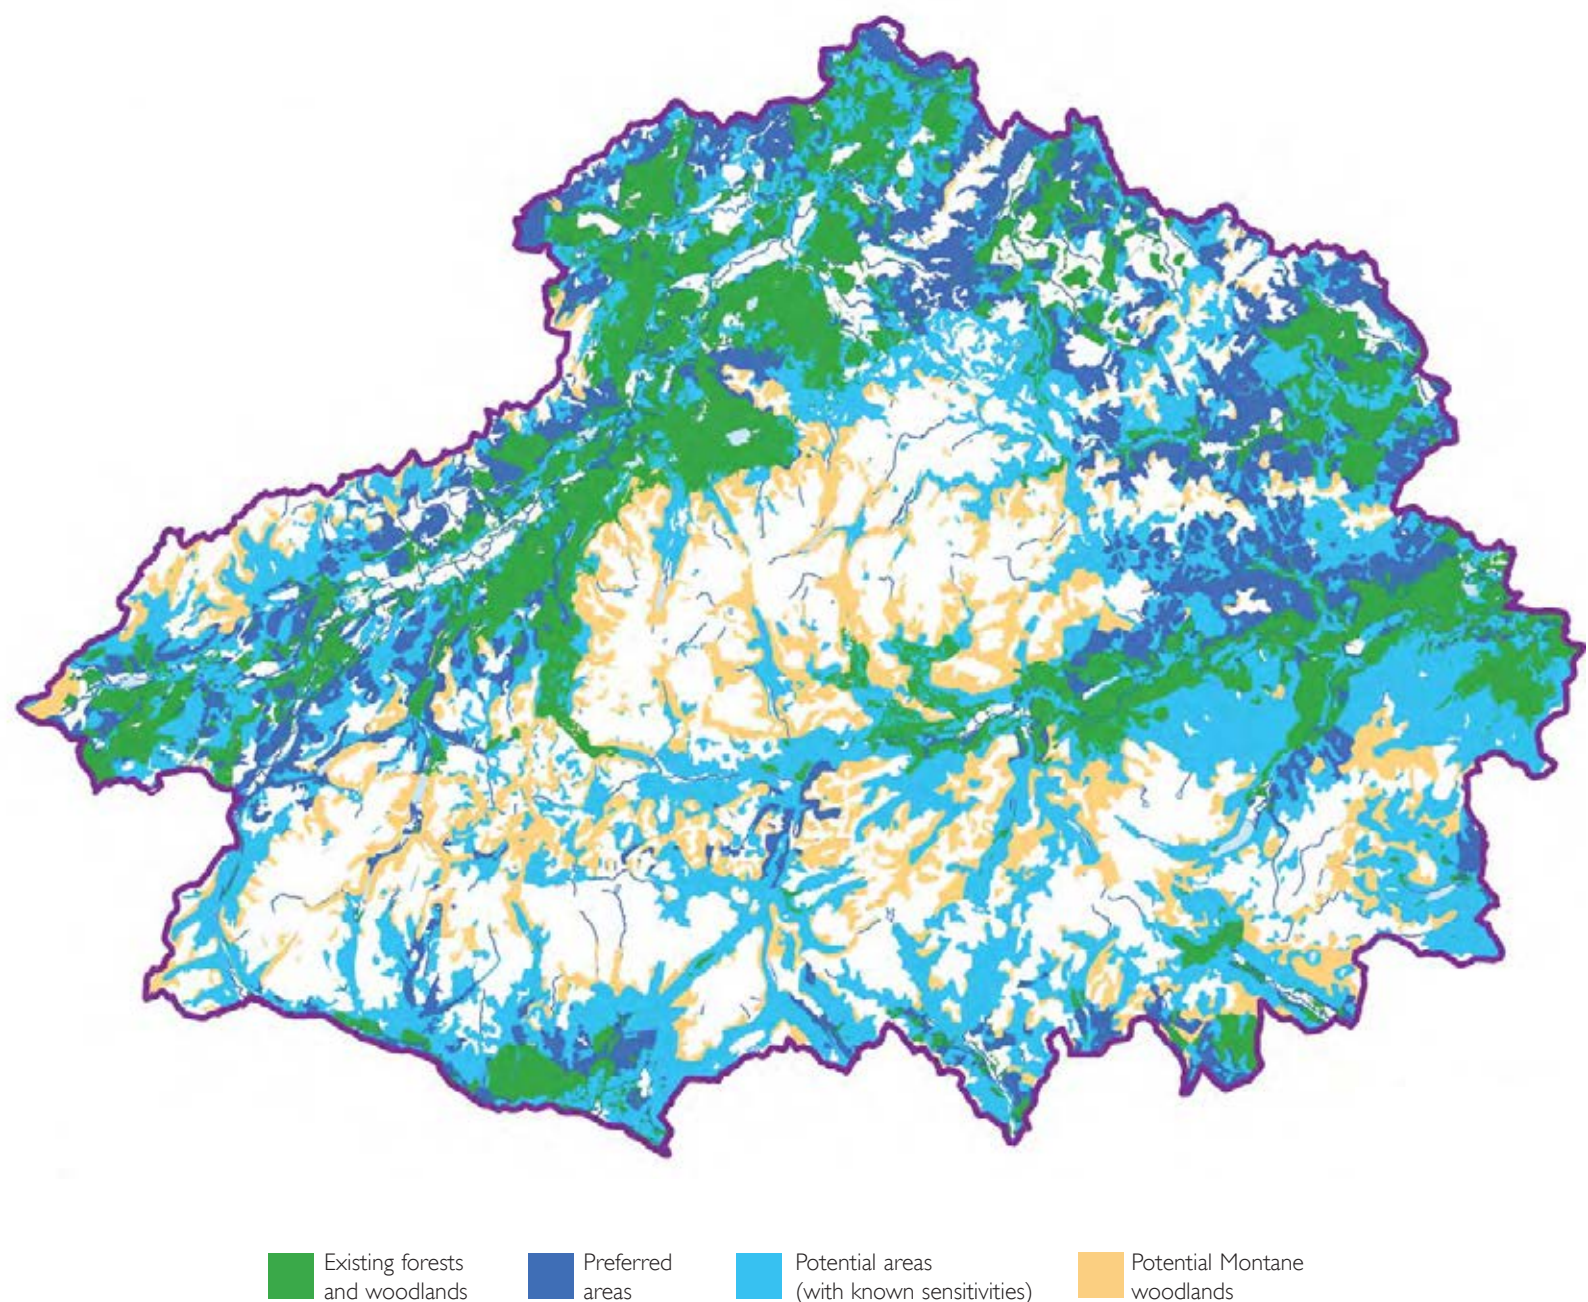 Existing forests
and woodlands
Preferred
areas
Potential areas
(with known sensitivities)
Potential Montane
woodlands